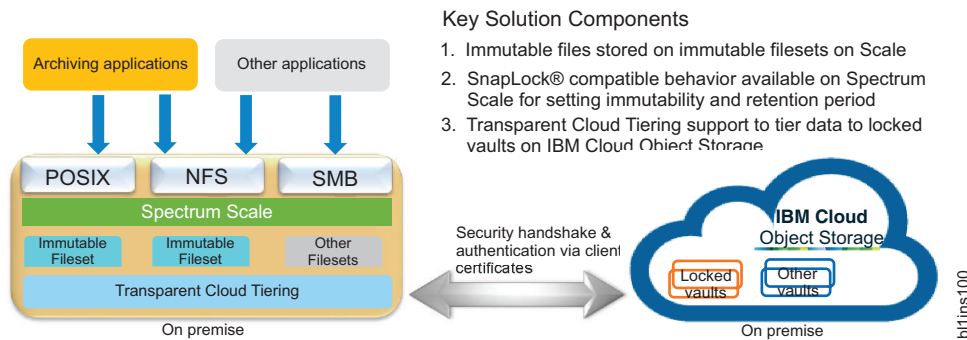 Key Solution Components
1. Immutable files stored on immutable filesets on Scale
2. SnapLock® compatible behavior available on Spectrum
Scale for setting immutability and retention period
3. Transparent Cloud Tiering support to tier data to locked
vaults on IBM Cloud Object Storage
Archiving applications
Other applications
POSIX
NFS
SMB
Spectrum Scale
Immutable
Fileset
Immutable
Fileset
Other
Filesets
Transparent Cloud Tiering
On premise
Security handshake &
authentication via client
certificates
IBM Cloud
Object Storage
Locked
vaults
Other
vaults
On premise
bl1ins100